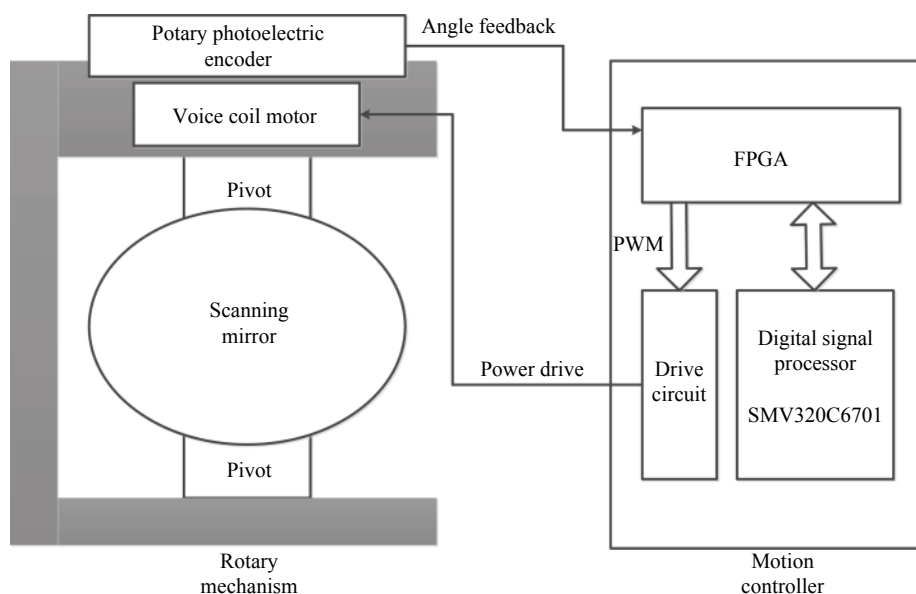 Potary photoelectric
encoder
Angle feedback
Voice coil motor
FPGA
Pivot
PWM
Scanning
mirror
Digital signal
processor
SMV320C6701
Power drive
Drive
circuit
Pivot
Rotary
mechanism
Motion
controller